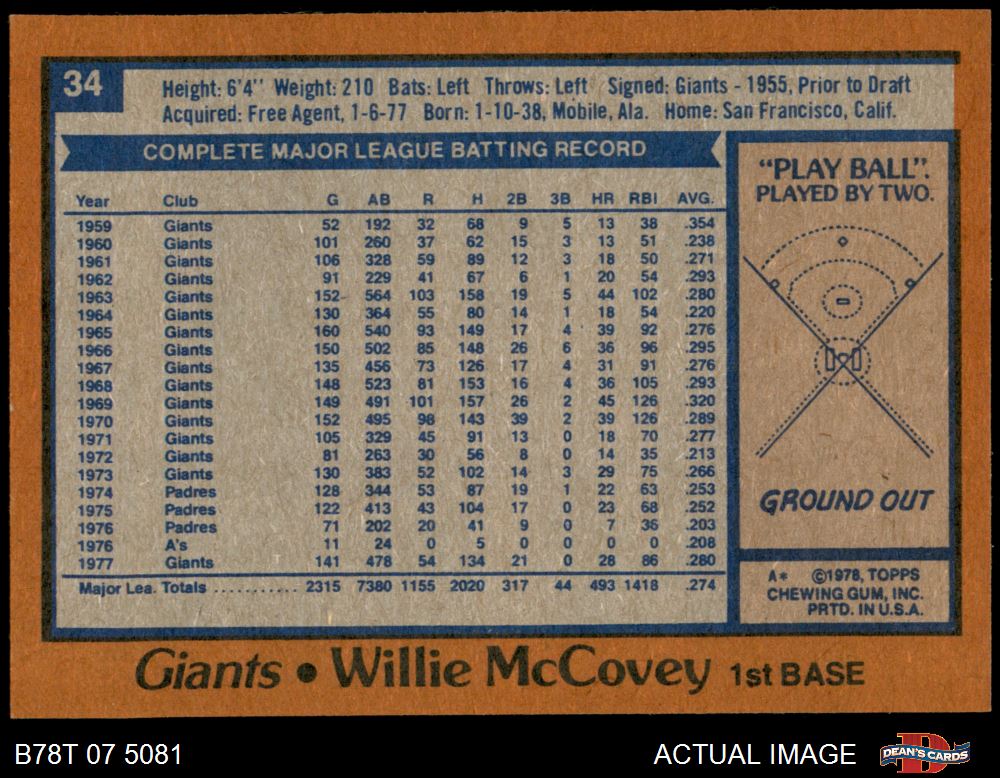 34
Height: 6'4'' Weight: 210 Bats: Left Throws: Left Signed: Giants - 1955, Prior to Draft
Acquired: Free Agent, 1-6-77 Born: 1-10-38, Mobile, Ala. Home: San Francisco, Calif.
COMPLETE MAJOR LEAGUE BATTING RECORD
Year Club G AB R H 2B 3B HR RBI AVG.
1959 Giants 52 192 32 68 9 5 13 38 .354
1960 Giants 101 260 37 62 15 3 13 51 .238
1961 Giants 106 328 59 89 12 3 18 50 .271
1962 Giants 91 229 41 67 6 1 20 54 .293
1963 Giants 152 564 103 158 19 5 44 102 .280
1964 Giants 130 364 55 80 14 1 18 54 .220
1965 Giants 160 540 93 149 17 4 39 92 .276
1966 Giants 150 502 85 148 26 6 36 96 .295
1967 Giants 135 456 73 126 17 4 31 91 .276
1968 Giants 148 523 81 153 16 4 36 105 .293
1969 Giants 149 491 101 157 26 2 45 126 .320
1970 Giants 152 495 98 143 39 2 39 126 .289
1971 Giants 105 329 45 91 13 0 18 70 .277
1972 Giants 81 263 30 56 8 0 14 35 .213
1973 Giants 130 383 52 102 14 3 29 75 .266
1974 Padres 128 344 53 87 19 1 22 63 .253
1975 Padres 122 413 43 104 17 0 23 68 .252
1976 Padres 71 202 20 41 9 0 7 36 .203
1976 A's 11 24 0 5 0 0 0 0 .208
1977 Giants 141 478 54 134 21 0 28 86 .280
Major Lea. Totals ........... 2315 7380 1155 2020 317 44 493 1418 .274
"PLAY BALL".
PLAYED BY TWO.
GROUND OUT
A* ©1978, TOPPS
CHEWING GUM, INC.
PRTD. IN U.S.A.
Giants • Willie McCovey 1st BASE
B78T 07 5081 ACTUAL IMAGE
DEAN'S CARDS